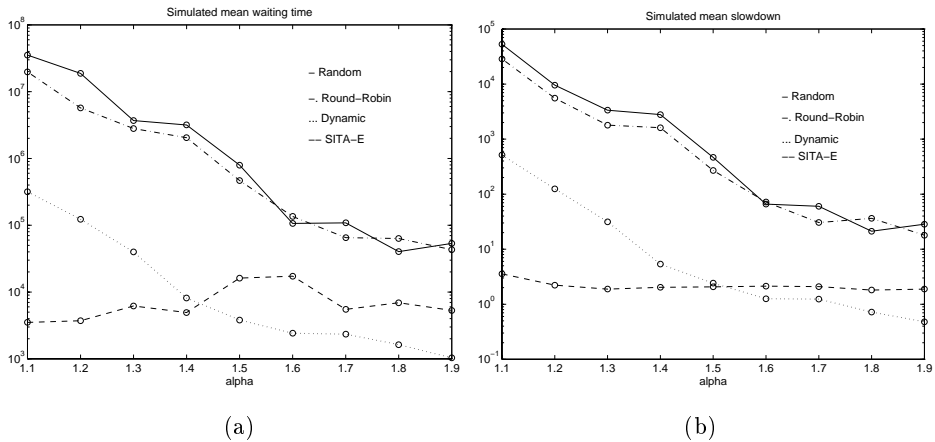 Simulated mean waiting time
10^8
10^7
10^6
10^5
10^4
10^3
– Random
–. Round–Robin
... Dynamic
–– SITA–E
1.1 1.2 1.3 1.4 1.5 1.6 1.7 1.8 1.9
alpha
(a)
Simulated mean slowdown
10^5
10^4
10^3
10^2
10^1
10^0
10^−1
– Random
–. Round–Robin
... Dynamic
–– SITA–E
1.1 1.2 1.3 1.4 1.5 1.6 1.7 1.8 1.9
alpha
(b)